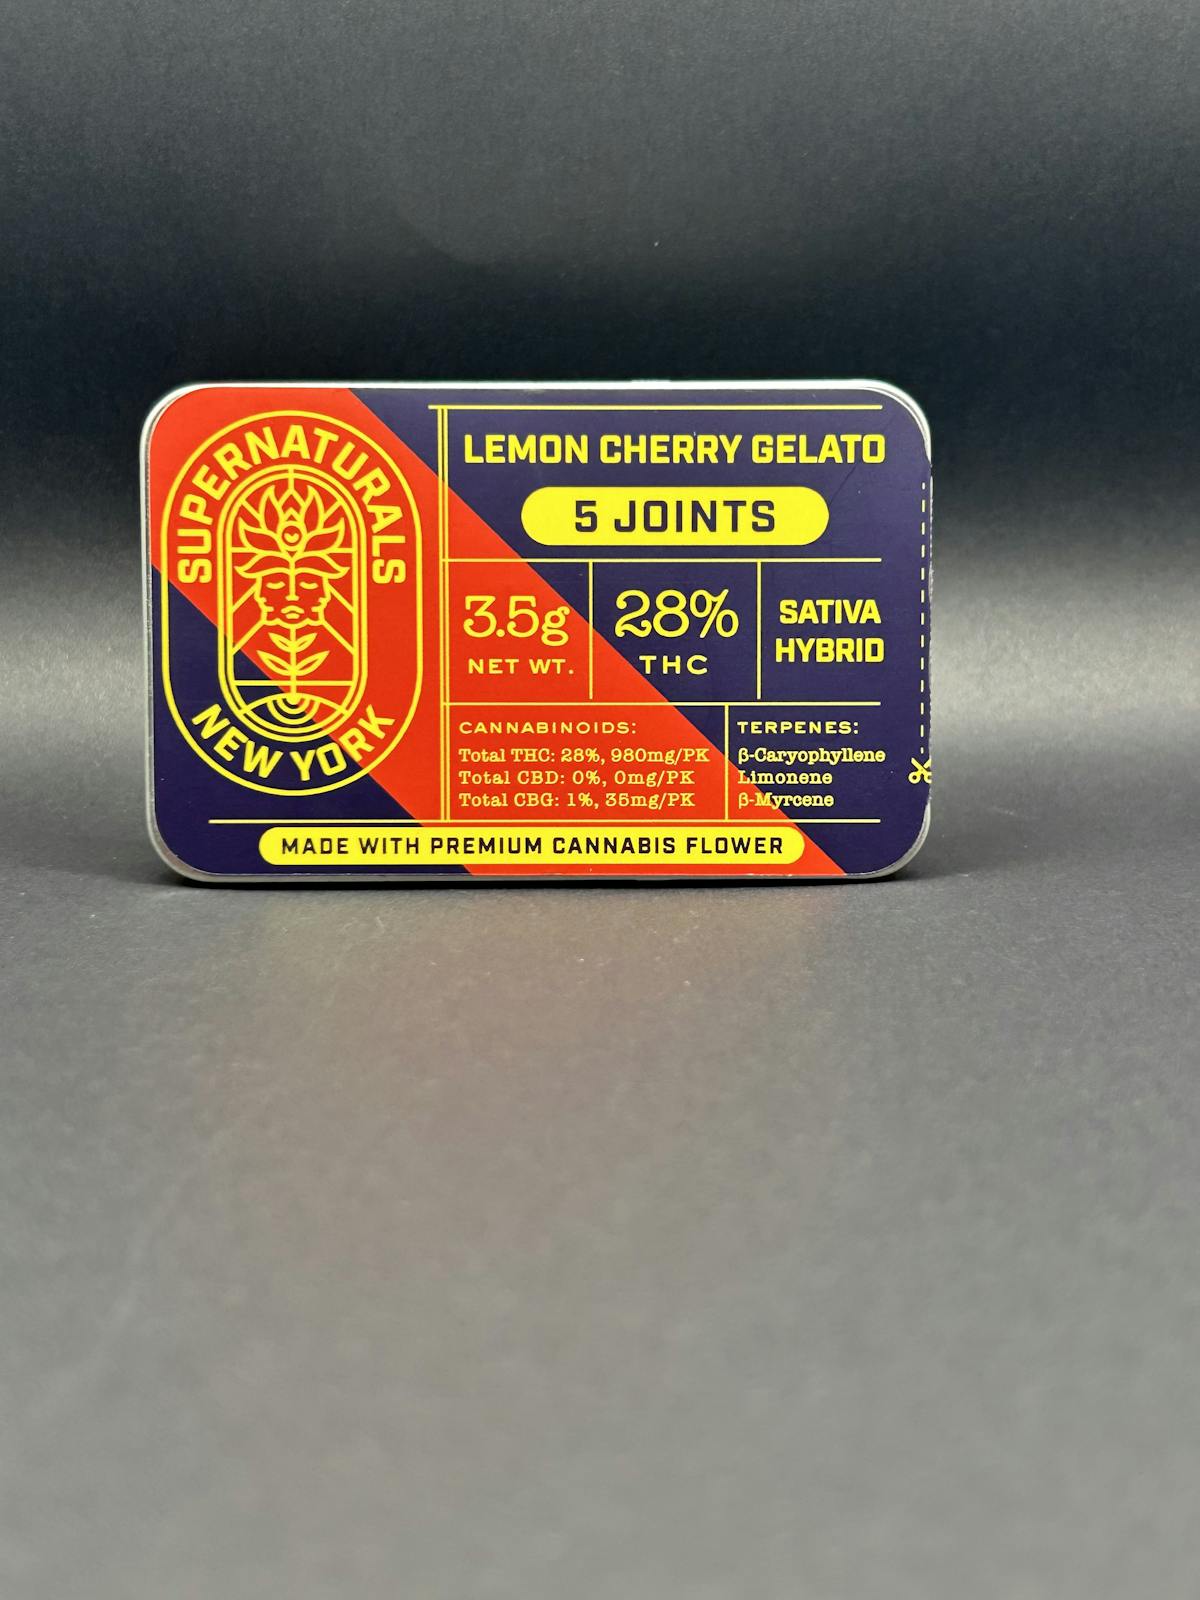 SUPERNATURALS
NEW YORK
LEMON CHERRY GELATO
5 JOINTS
3.5g
NET WT.
28%
THC
SATIVA
HYBRID
CANNABINOIDS:
Total THC: 28%, 980mg/PK
Total CBD: 0%, 0mg/PK
Total CBG: 1%, 35mg/PK
TERPENES:
β-Caryophyllene
Limonene
β-Myrcene
MADE WITH PREMIUM CANNABIS FLOWER